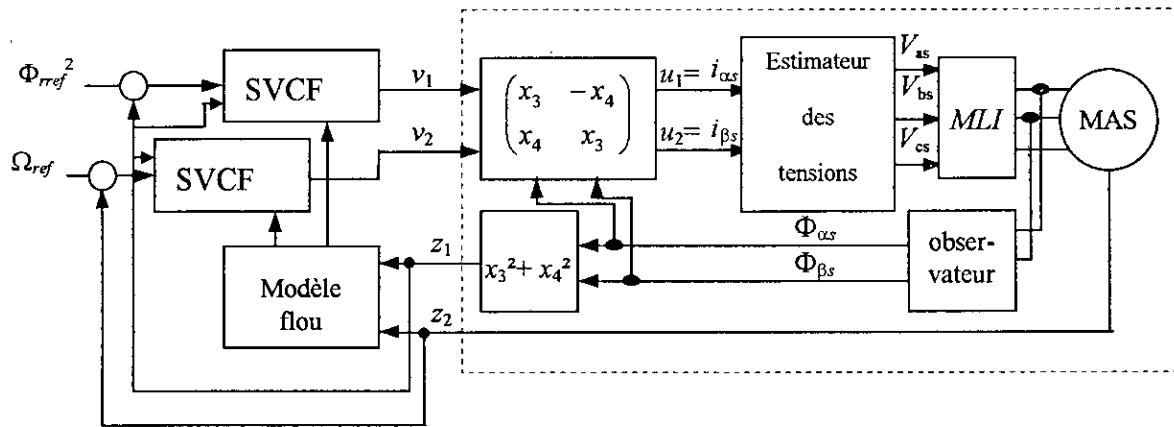 Φrref²
SVCF
v1
x3 −x4
x4 x3
u1= iαs
Estimateur
des
tensions
Vas
Vbs
Vcs
MLI
MAS
Ωref
SVCF
v2
u2= iβs
Modèle
flou
z1
z2
x3²+ x4²
Φαs
Φβs
obser-
vateur